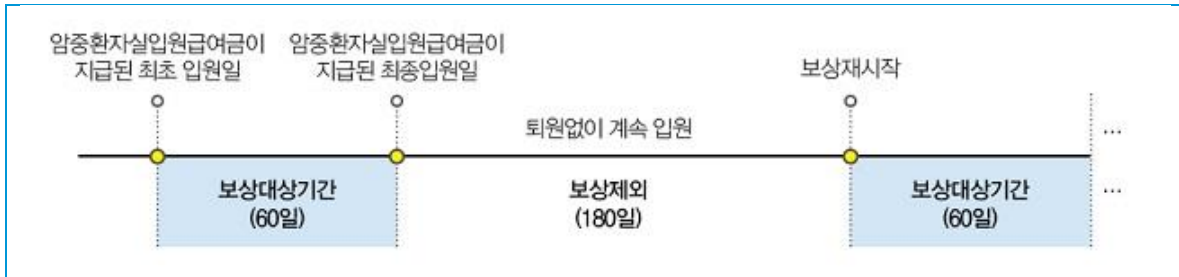 암중환자실입원급여금이
지급된 최초 입원일
암중환자실입원급여금이
지급된 최종입원일
보상재시작
퇴원없이 계속 입원
...
보상대상기간
(60일)
보상제외
(180일)
보상대상기간
(60일)
...